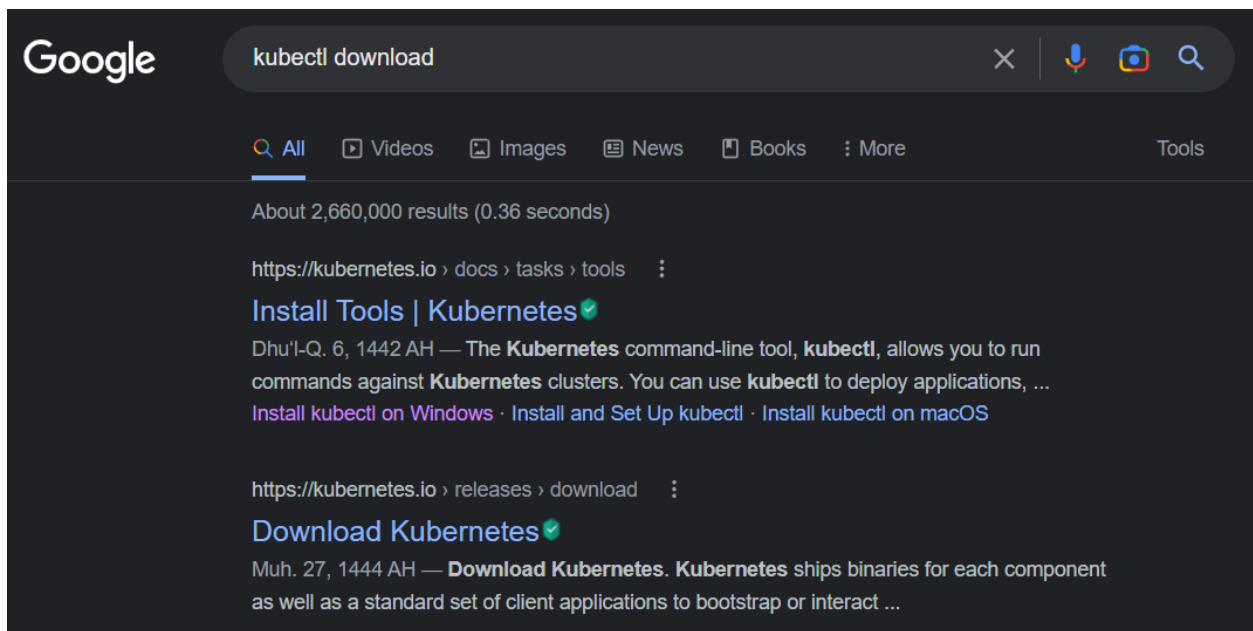 Google
kubectl download
All Videos Images News Books More Tools
About 2,660,000 results (0.36 seconds)
https://kubernetes.io › docs › tasks › tools
Install Tools | Kubernetes
Dhuʻl-Q. 6, 1442 AH — The Kubernetes command-line tool, kubectl, allows you to run
commands against Kubernetes clusters. You can use kubectl to deploy applications, ...
Install kubectl on Windows · Install and Set Up kubectl · Install kubectl on macOS
https://kubernetes.io › releases › download
Download Kubernetes
Muh. 27, 1444 AH — Download Kubernetes. Kubernetes ships binaries for each component
as well as a standard set of client applications to bootstrap or interact ...